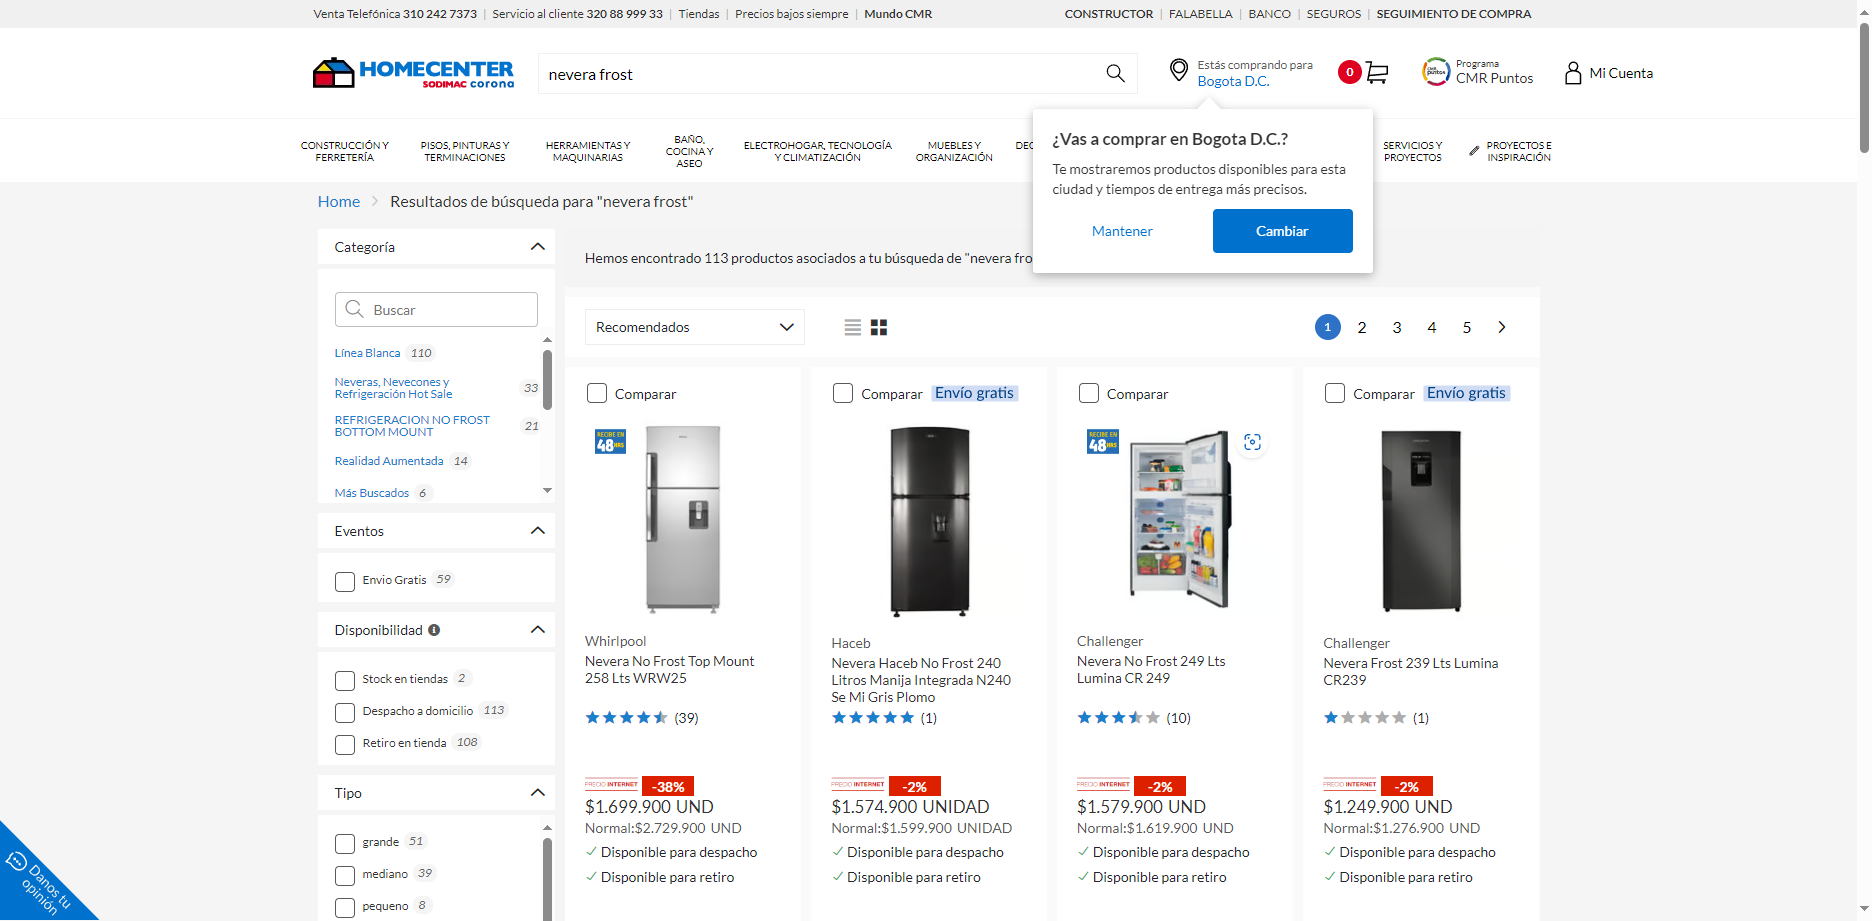 Venta Telefónica 310 242 7373 | Servicio al cliente 320 88 999 33 | Tiendas | Precios bajos siempre | Mundo CMR
CONSTRUCTOR | FALABELLA | BANCO | SEGUROS | SEGUIMIENTO DE COMPRA
HOMECENTER
SODIMAC corona
nevera frost
Estás comprando para
Bogota D.C.
0
CMR puntos
Programa
CMR Puntos
Mi Cuenta
CONSTRUCCIÓN Y
FERRETERÍA
PISOS, PINTURAS Y
TERMINACIONES
HERRAMIENTAS Y
MAQUINARIAS
BAÑO,
COCINA Y
ASEO
ELECTROHOGAR, TECNOLOGÍA
Y CLIMATIZACIÓN
MUEBLES Y
ORGANIZACIÓN
SERVICIOS Y
PROYECTOS
PROYECTOS E
INSPIRACIÓN
¿Vas a comprar en Bogota D.C.?
Te mostraremos productos disponibles para esta
ciudad y tiempos de entrega más precisos.
Mantener
Cambiar
Home > Resultados de búsqueda para "nevera frost"
Categoría
Buscar
Línea Blanca 110
Neveras, Nevecones y
Refrigeración Hot Sale 33
REFRIGERACION NO FROST
BOTTOM MOUNT 21
Realidad Aumentada 14
Más Buscados 6
Eventos
Envio Gratis 59
Disponibilidad
Stock en tiendas 2
Despacho a domicilio 113
Retiro en tienda 108
Tipo
grande 51
mediano 39
pequeno 8
Danos tu
opinión
Hemos encontrado 113 productos asociados a tu búsqueda de "nevera fro
Recomendados
1 2 3 4 5
Comparar
RECIBE EN
48 HRS
Whirlpool
Nevera No Frost Top Mount
258 Lts WRW25
(39)
PRECIO INTERNET -38%
$1.699.900 UND
Normal:$2.729.900 UND
Disponible para despacho
Disponible para retiro
Comparar Envío gratis
Haceb
Nevera Haceb No Frost 240
Litros Manija Integrada N240
Se Mi Gris Plomo
(1)
PRECIO INTERNET -2%
$1.574.900 UNIDAD
Normal:$1.599.900 UNIDAD
Disponible para despacho
Disponible para retiro
Comparar
RECIBE EN
48 HRS
Challenger
Nevera No Frost 249 Lts
Lumina CR 249
(10)
PRECIO INTERNET -2%
$1.579.900 UND
Normal:$1.619.900 UND
Disponible para despacho
Disponible para retiro
Comparar Envío gratis
Challenger
Nevera Frost 239 Lts Lumina
CR239
(1)
PRECIO INTERNET -2%
$1.249.900 UND
Normal:$1.276.900 UND
Disponible para despacho
Disponible para retiro